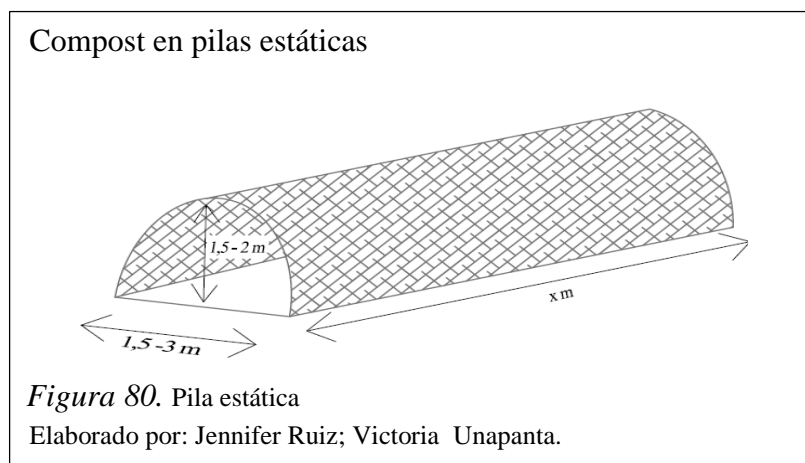 Compost en pilas estáticas
1,5 - 2 m
x m
1,5 -3 m
Figura 80. Pila estática
Elaborado por: Jennifer Ruiz; Victoria Unapanta.